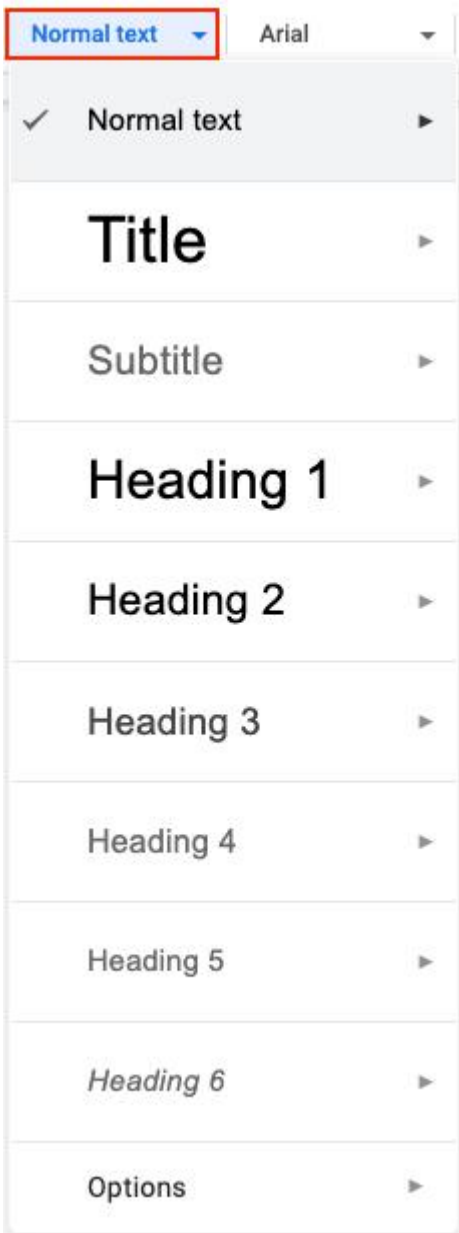 Normal text Arial
Normal text
Title
Subtitle
Heading 1
Heading 2
Heading 3
Heading 4
Heading 5
Heading 6
Options